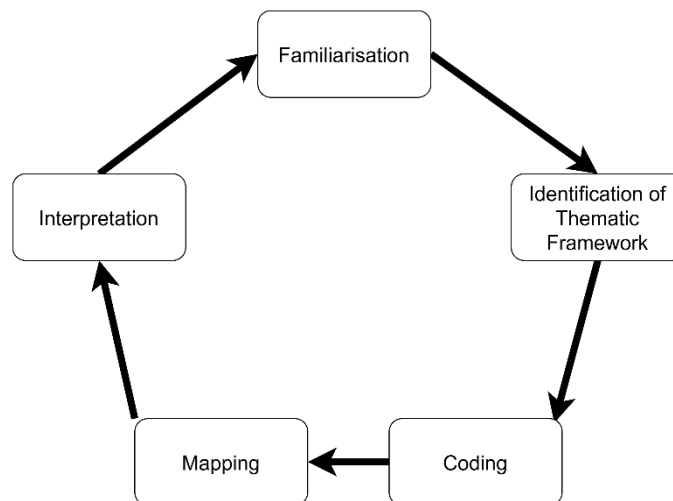 Familiarisation
Identification of
Thematic
Framework
Interpretation
Mapping
Coding